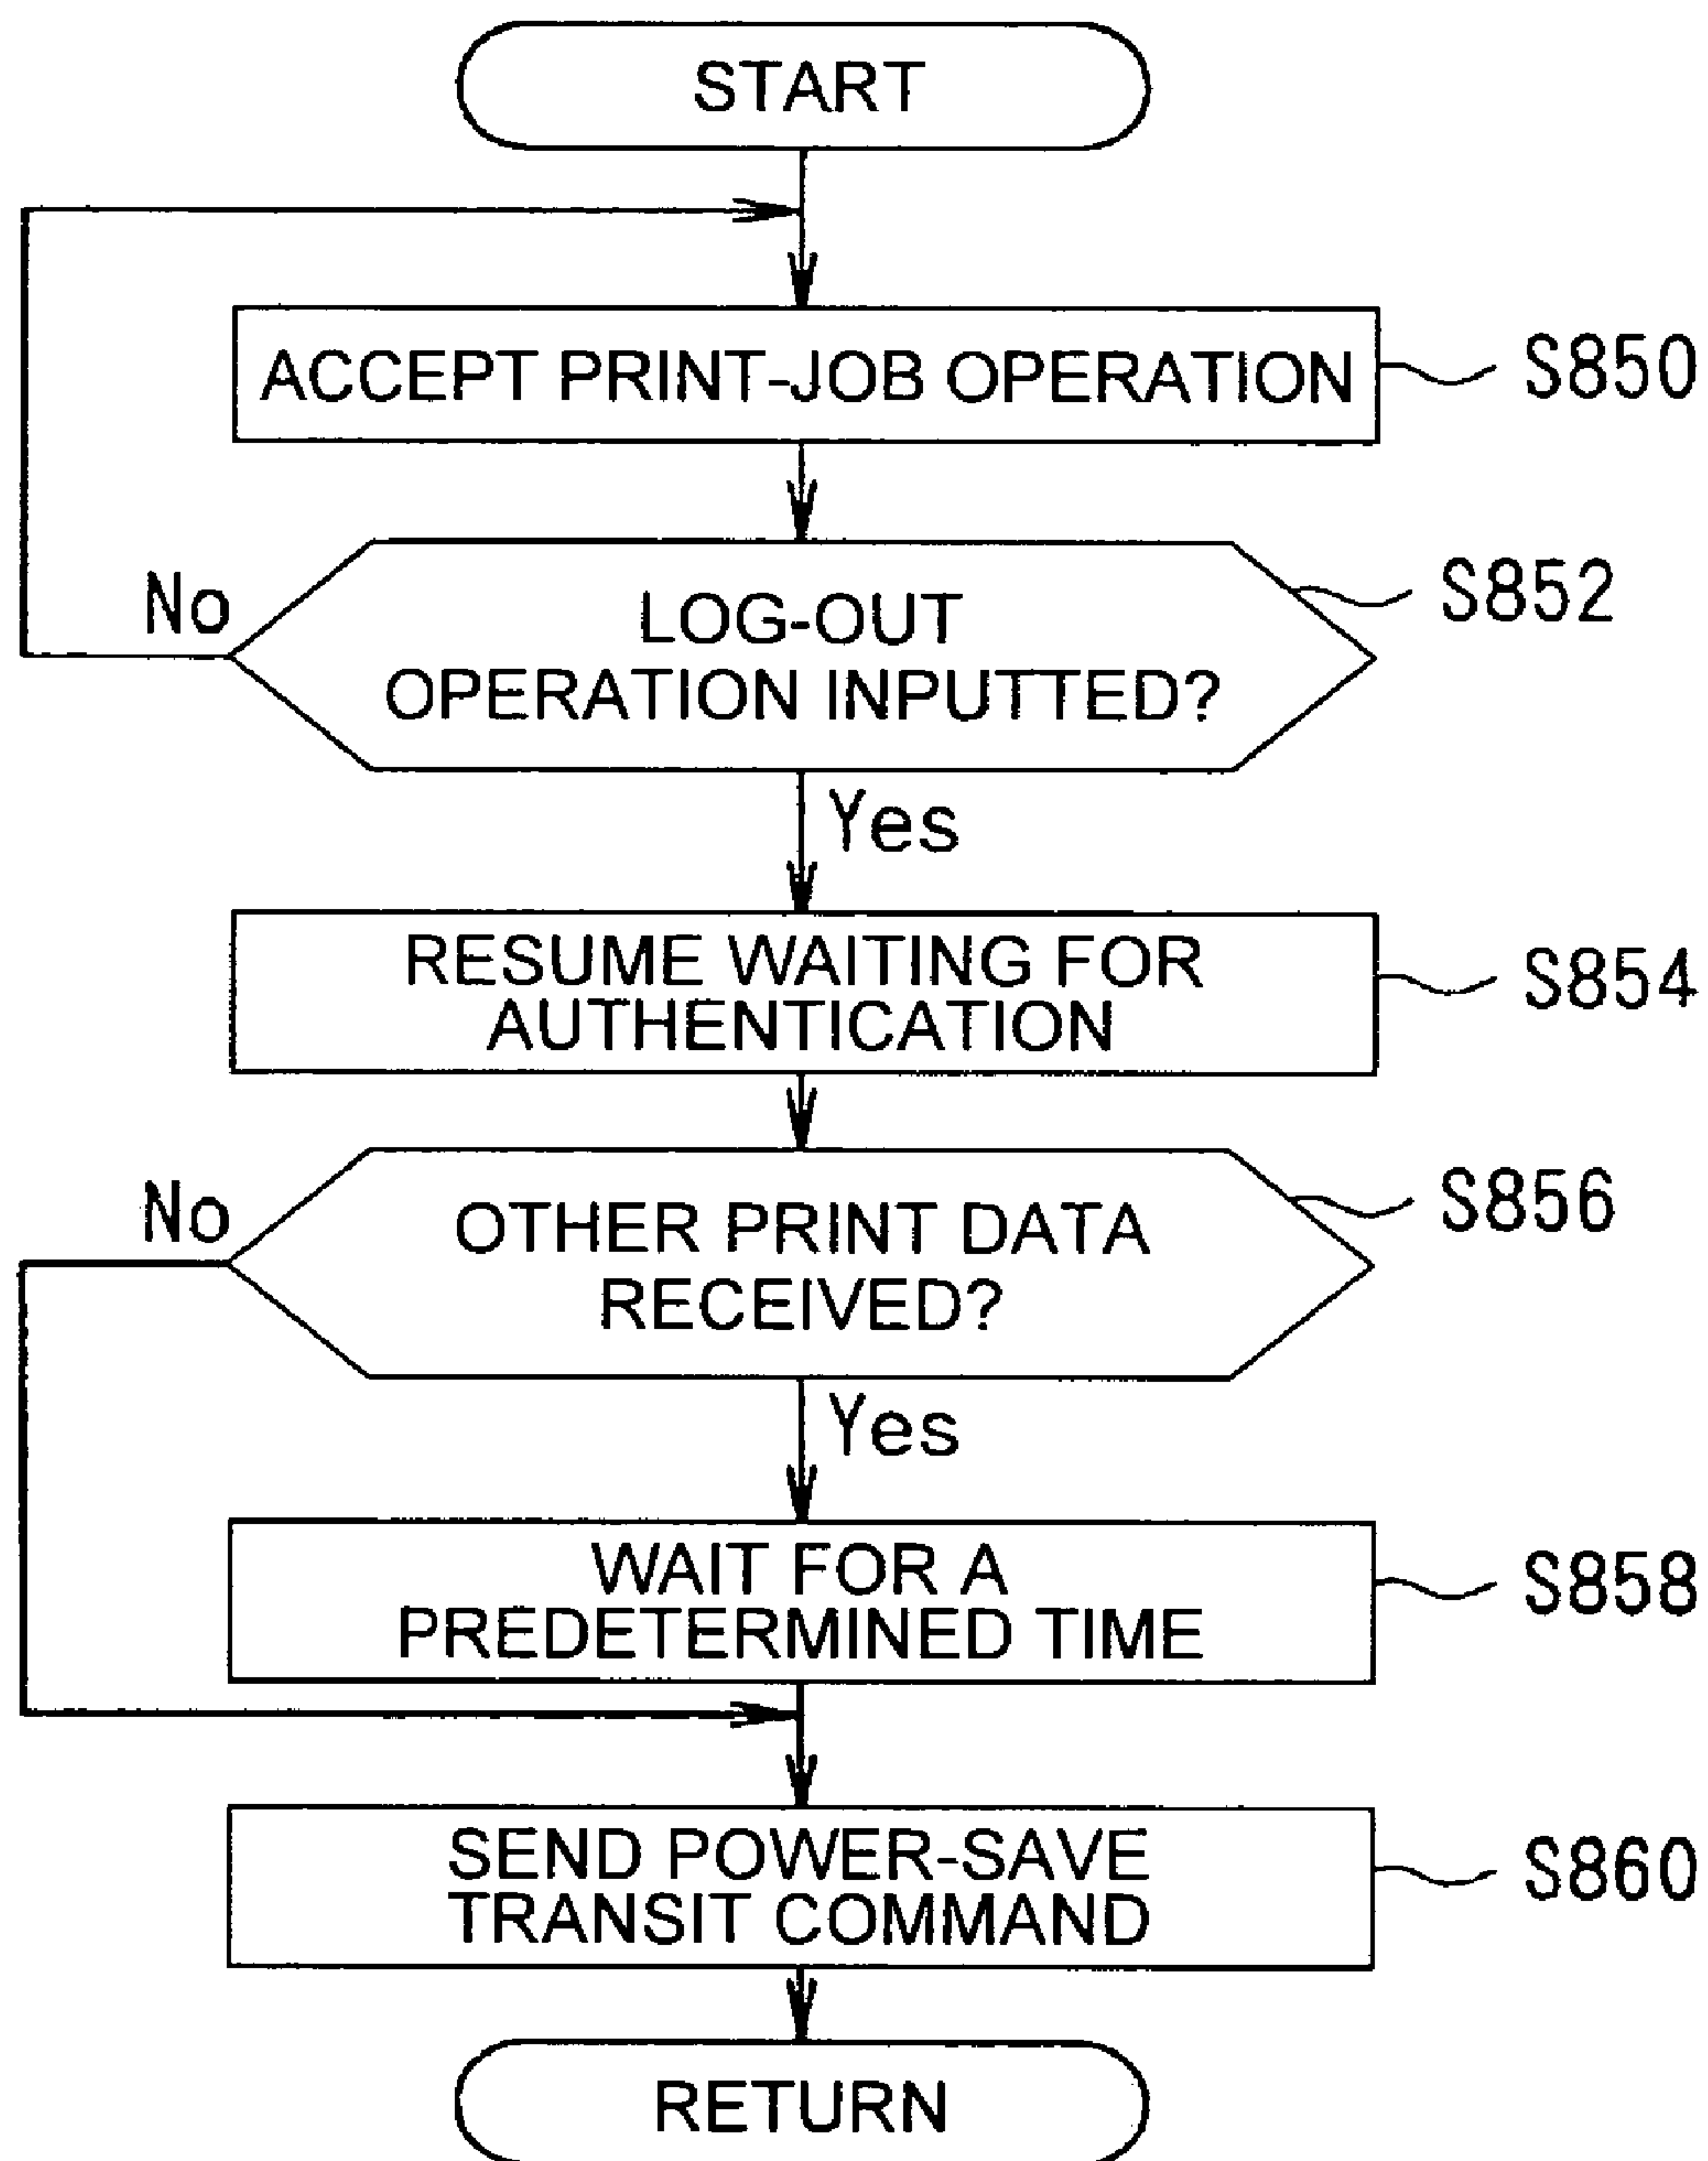 START
ACCEPT PRINT-JOB OPERATION
S850
LOG-OUT
OPERATION INPUTTED?
S852
No
Yes
RESUME WAITING FOR
AUTHENTICATION
S854
OTHER PRINT DATA
RECEIVED?
S856
No
Yes
WAIT FOR A
PREDETERMINED TIME
S858
SEND POWER-SAVE
TRANSIT COMMAND
S860
RETURN